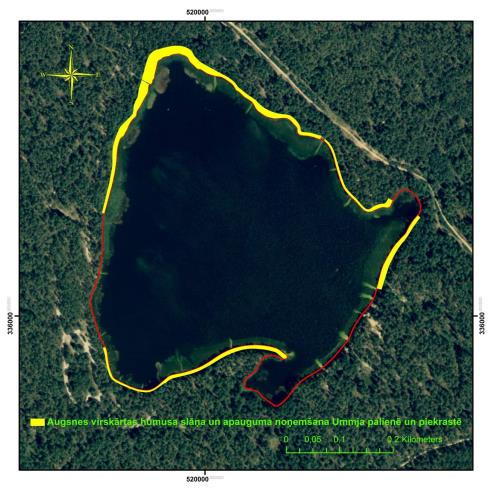 520000
336000
336000
Augsnes virskārtas humusa slāņa un apauguma noņemšana Ummja palienē un piekrastē
0 0,05 0,1 0,2 Kilometers
520000